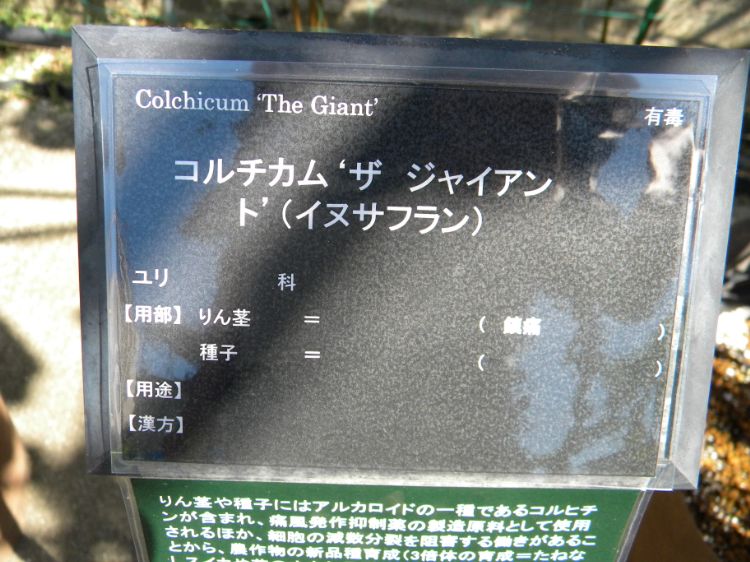 Colchicum 'The Giant'
有毒
コルチカム'ザ　ジャイアン
ト'(イヌサフラン)
ユリ　科
【用部】 りん茎　＝　(　鎮痛　)
種子　＝　(　)
【用途】
【漢方】
りん茎や種子にはアルカロイドの一種であるコルヒチ
ンが含まれ、痛風発作抑制薬の製造原料として使用
されるほか、細胞の減数分裂を阻害する働きがあるこ
とから、農作物の新品種育成(3倍体の育成＝たねな